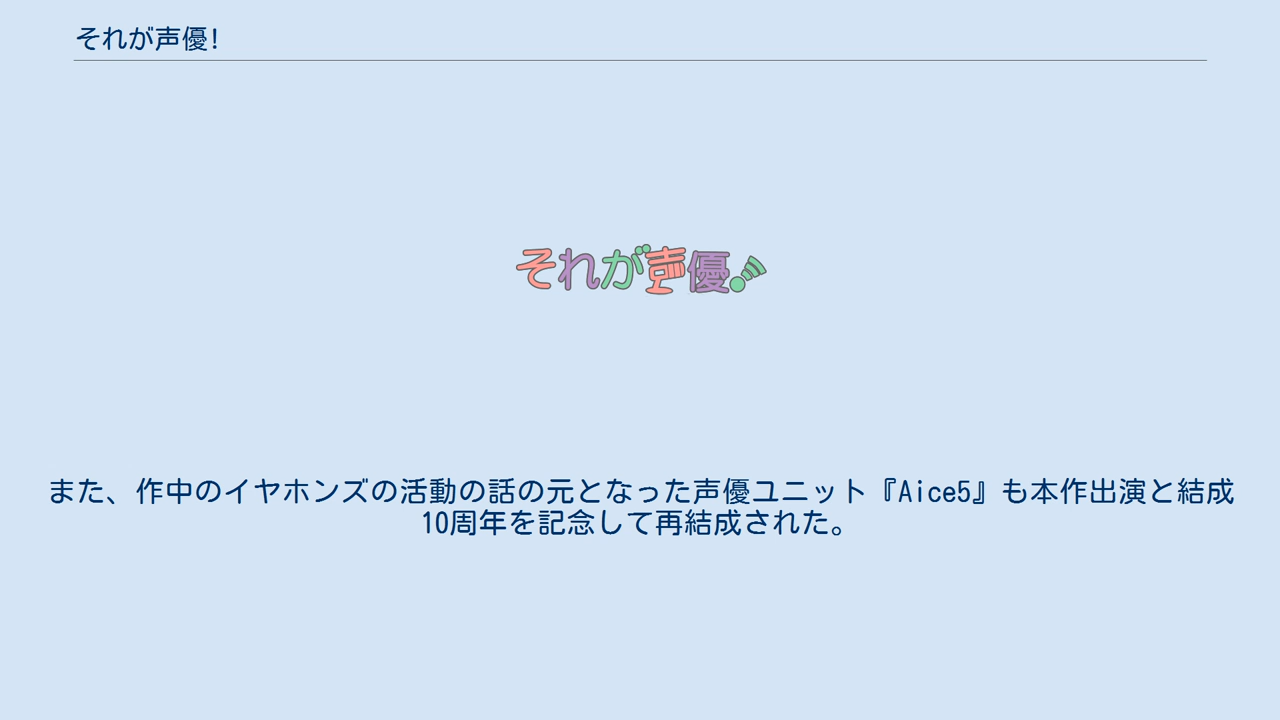 それが声優!
それが声優!
また、作中のイヤホンズの活動の話の元となった声優ユニット『Aice5』も本作出演と結成
10周年を記念して再結成された。